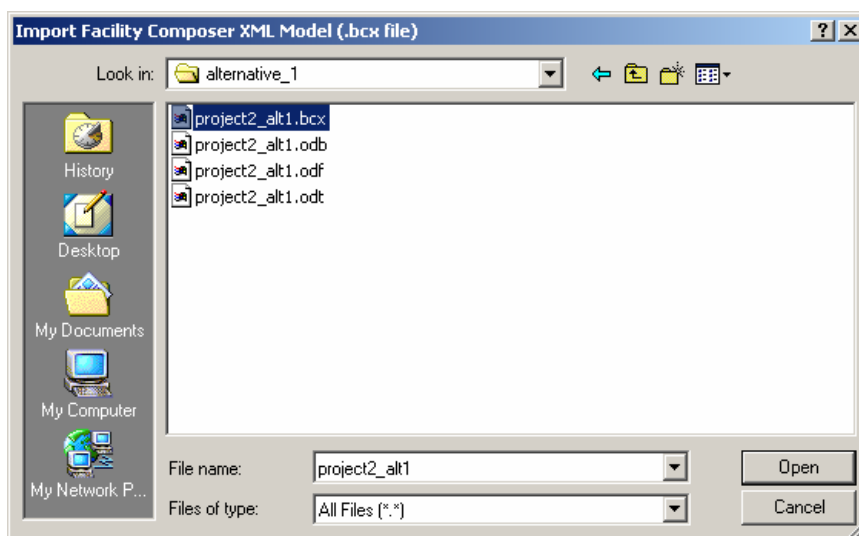 Import Facility Composer XML Model (.bcx file)
Look in: alternative_1
project2_alt1.bcx
project2_alt1.odb
project2_alt1.odf
project2_alt1.odt
History
Desktop
My Documents
My Computer
My Network P...
File name: project2_alt1 Open
Files of type: All Files (*.*) Cancel